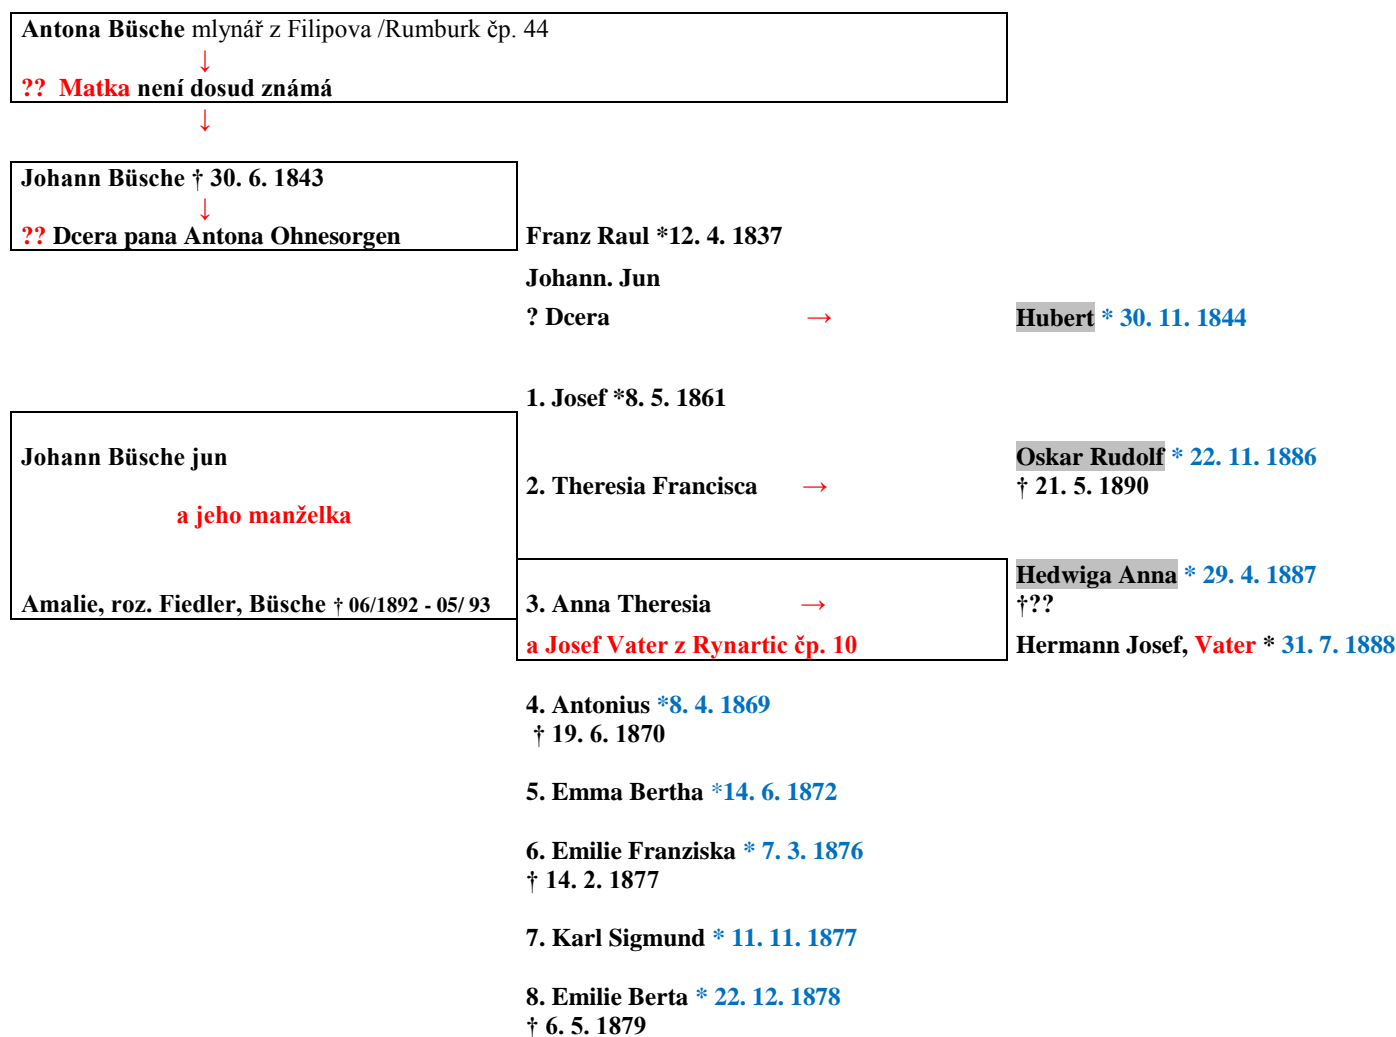 Antona Büsche mlynář z Filipova /Rumburk čp. 44
↓
?? Matka není dosud známá
↓
Johann Büsche † 30. 6. 1843
↓
?? Dcera pana Antona Ohnesorgen
Franz Raul *12. 4. 1837
Johann. Jun
? Dcera → Hubert * 30. 11. 1844
1. Josef *8. 5. 1861
Johann Büsche jun
a jeho manželka
Amalie, roz. Fiedler, Büsche † 06/1892 - 05/ 93
2. Theresia Francisca →
Oskar Rudolf * 22. 11. 1886
† 21. 5. 1890
3. Anna Theresia →
a Josef Vater z Rynartic čp. 10
Hedwiga Anna * 29. 4. 1887
†??
Hermann Josef, Vater * 31. 7. 1888
4. Antonius *8. 4. 1869
† 19. 6. 1870
5. Emma Bertha *14. 6. 1872
6. Emilie Franziska * 7. 3. 1876
† 14. 2. 1877
7. Karl Sigmund * 11. 11. 1877
8. Emilie Berta * 22. 12. 1878
† 6. 5. 1879